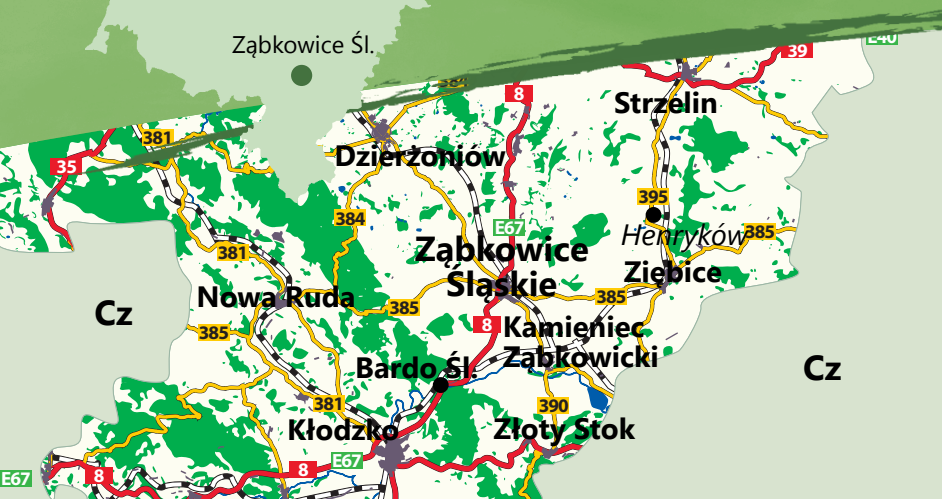 Ząbkowice Śl.
E40
39
8
Strzelin
381
35
Dzierżoniów
395
384
E67
Henryków
385
381
Ząbkowice
Śląskie
Ziębice
Nowa Ruda
385
385
Cz
8
Kamieniec
Ząbkowicki
385
Bardo Śl.
Cz
381
390
Kłodzko
Złoty Stok
E67
8
8
E67